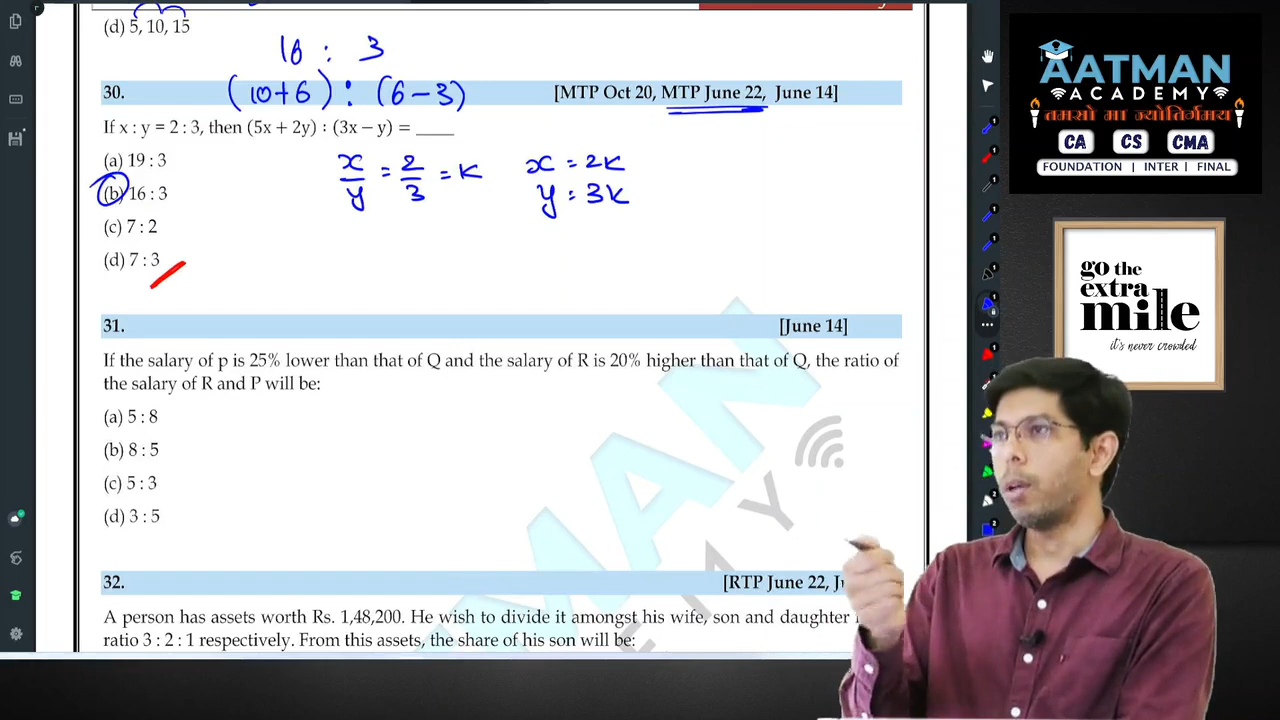 (d) 5, 10, 15
16 : 3
(10+6) : (6-3)
30. [MTP Oct 20, MTP June 22, June 14]
If x : y = 2 : 3, then (5x + 2y) : (3x – y) = ____
(a) 19 : 3
(b) 16 : 3
(c) 7 : 2
(d) 7 : 3
x/y = 2/3 = K
x = 2K
y = 3K
31. [June 14]
If the salary of p is 25% lower than that of Q and the salary of R is 20% higher than that of Q, the ratio of
the salary of R and P will be:
(a) 5 : 8
(b) 8 : 5
(c) 5 : 3
(d) 3 : 5
32. [RTP June 22,
A person has assets worth Rs. 1,48,200. He wish to divide it amongst his wife, son and daughter
ratio 3 : 2 : 1 respectively. From this assets, the share of his son will be:
AATMAN
ACADEMY
तमसो मा ज्योतिर्गमय
CA CS CMA
FOUNDATION | INTER | FINAL
go the
extra
mile
it's never crowded